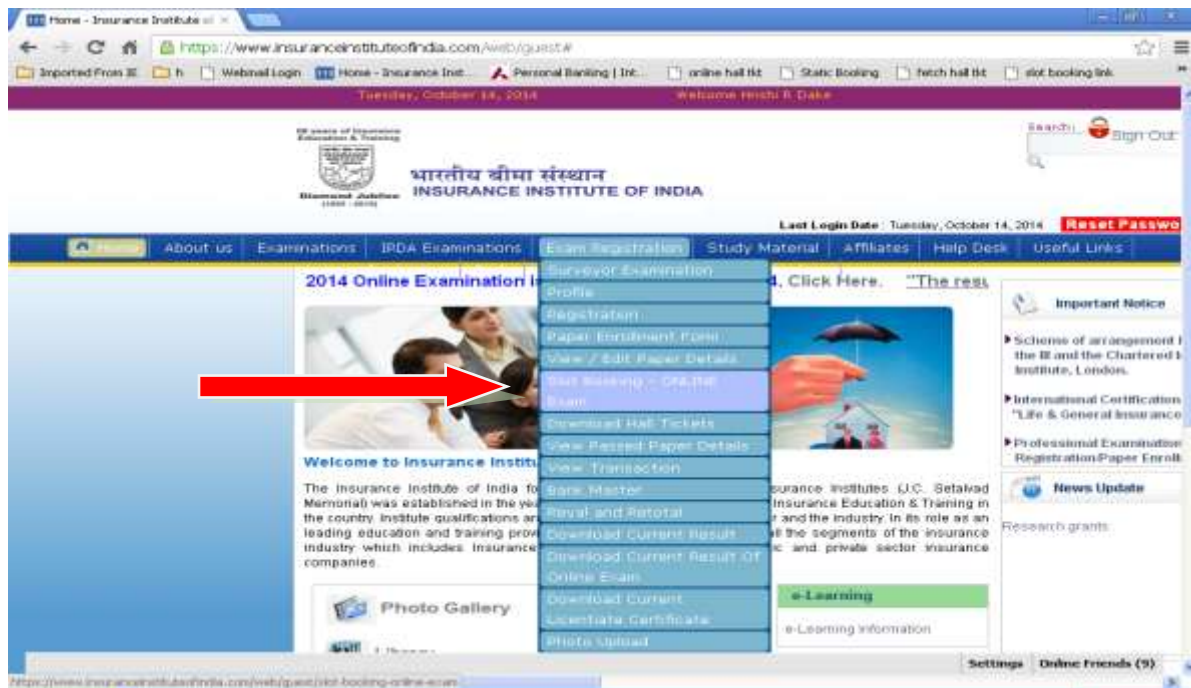 Home - Insurance Institute of
https://www.insuranceinstituteofindia.com/web/guest#
Imported From IE
h
Webmail Login
Home - Insurance Inst...
Personal Banking | Int...
online hall tkt
Static Booking
fetch hall tkt
slot booking link
Tuesday, October 14, 2014
Welcome Hrishi R Dake
Search:
Sign Out
Education & Training
Diamond Jubilee
भारतीय बीमा संस्थान
INSURANCE INSTITUTE OF INDIA
Last Login Date : Tuesday, October 14, 2014
Reset Passwo
Home
About us
Examinations
IRDA Examinations
Exam Registration
Study Material
Affiliates
Help Desk
Useful Links
Surveyor Examination
Profile
Registration
Paper Enrolment Form
View / Edit Paper Details
Slot Booking - ONLINE
Exam
Download Hall Tickets
View Passed Paper Details
View Transaction
Bank Master
Reval and Retotal
Download Current Result
Download Current Result Of
Online Exam
Download Current
Licentiate Certificate
Photo Upload
2014 Online Examination i
4, Click Here. "The resu
Welcome to Insurance Institu
The Insurance Institute of India fo
surance Institutes (J.C. Setalvad
Memorial) was established in the yea
Insurance Education & Training in
the country. Institute qualifications ar
r and the industry. In its role as an
leading education and training prov
all the segments of the insurance
industry which includes Insurance
ic and private sector insurance
companies.
Photo Gallery
e-Learning
e-Learning Information
Important Notice
Scheme of arrangement
the III and the Chartered I
Institute, London.
International Certification
"Life & General Insurance
Professional Examination
Registration/Paper Enroll
News Update
Research grants
Settings
Online Friends (9)
https://www.insuranceinstituteofindia.com/web/guest/slot-booking-online-exam